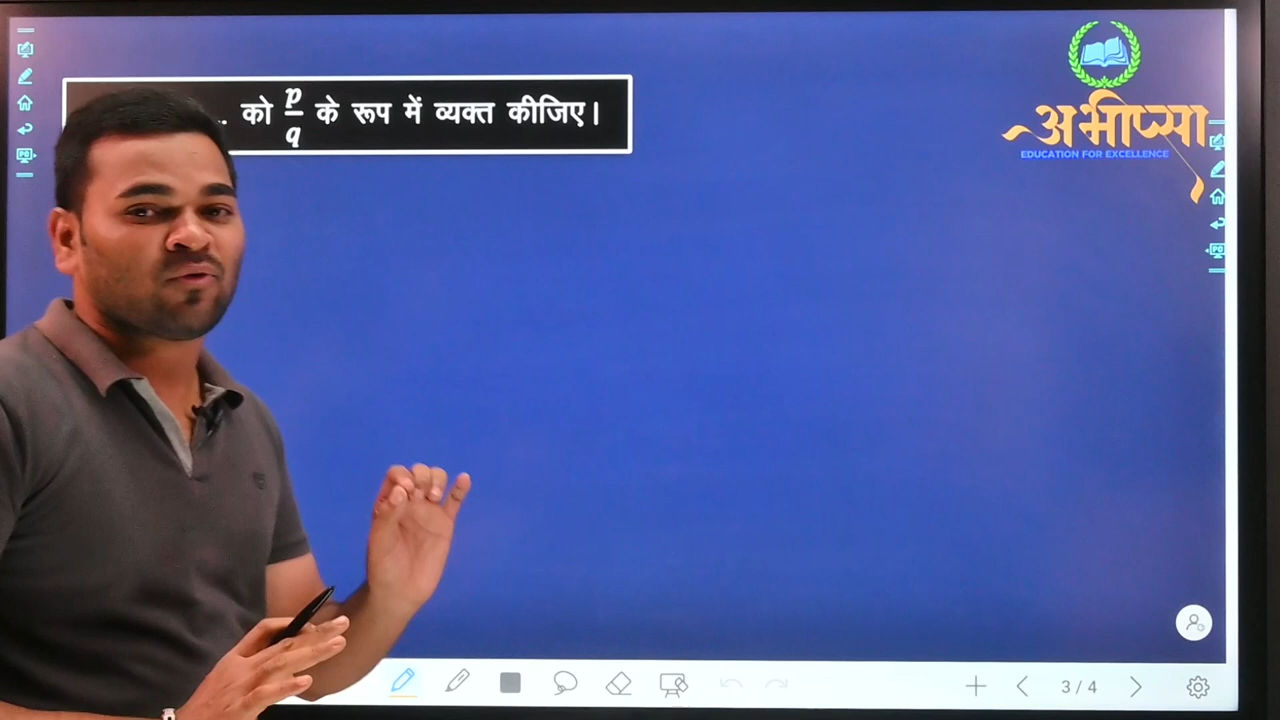 .. को p/q के रूप में व्यक्त कीजिए।
अभीप्सा
EDUCATION FOR EXCELLENCE
3 / 4